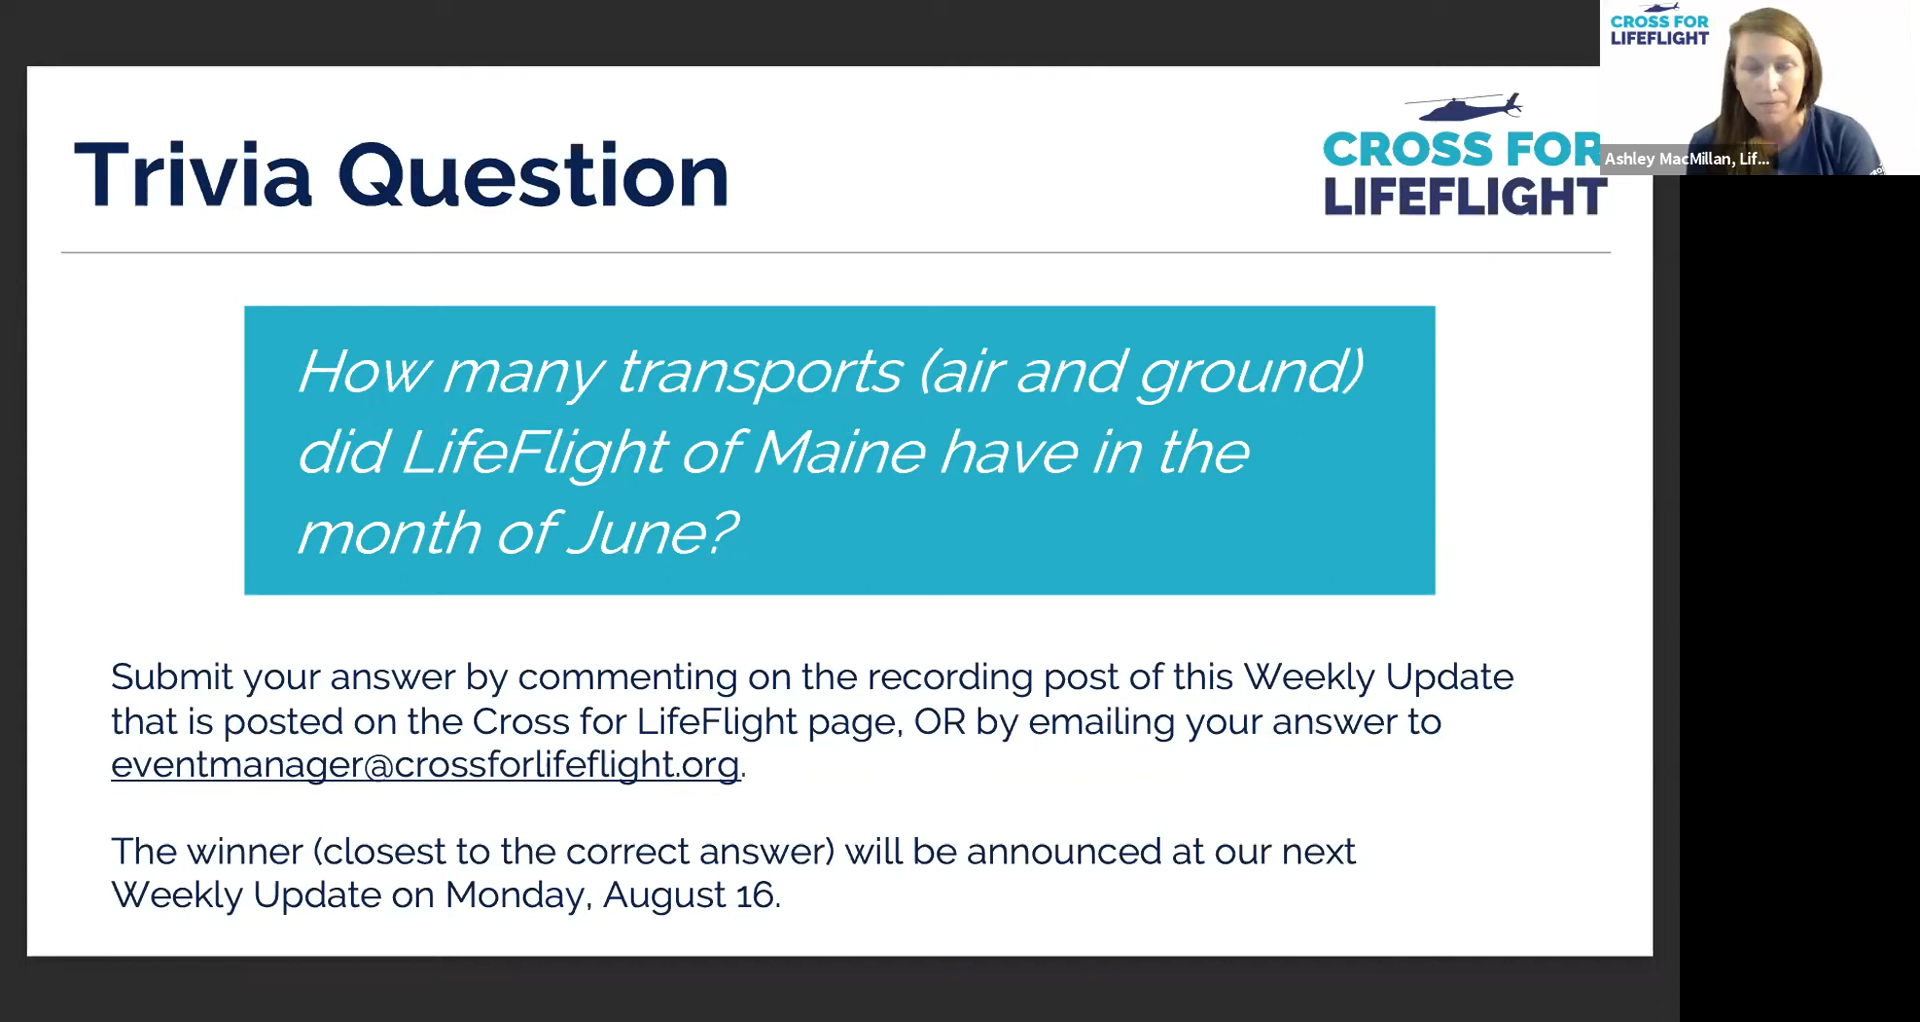 CROSS FOR
LIFEFLIGHT
Ashley MacMillan, Lif...
Trivia Question
CROSS FOR
LIFEFLIGHT
How many transports (air and ground)
did LifeFlight of Maine have in the
month of June?
Submit your answer by commenting on the recording post of this Weekly Update
that is posted on the Cross for LifeFlight page, OR by emailing your answer to
eventmanager@crossforlifeflight.org.
The winner (closest to the correct answer) will be announced at our next
Weekly Update on Monday, August 16.